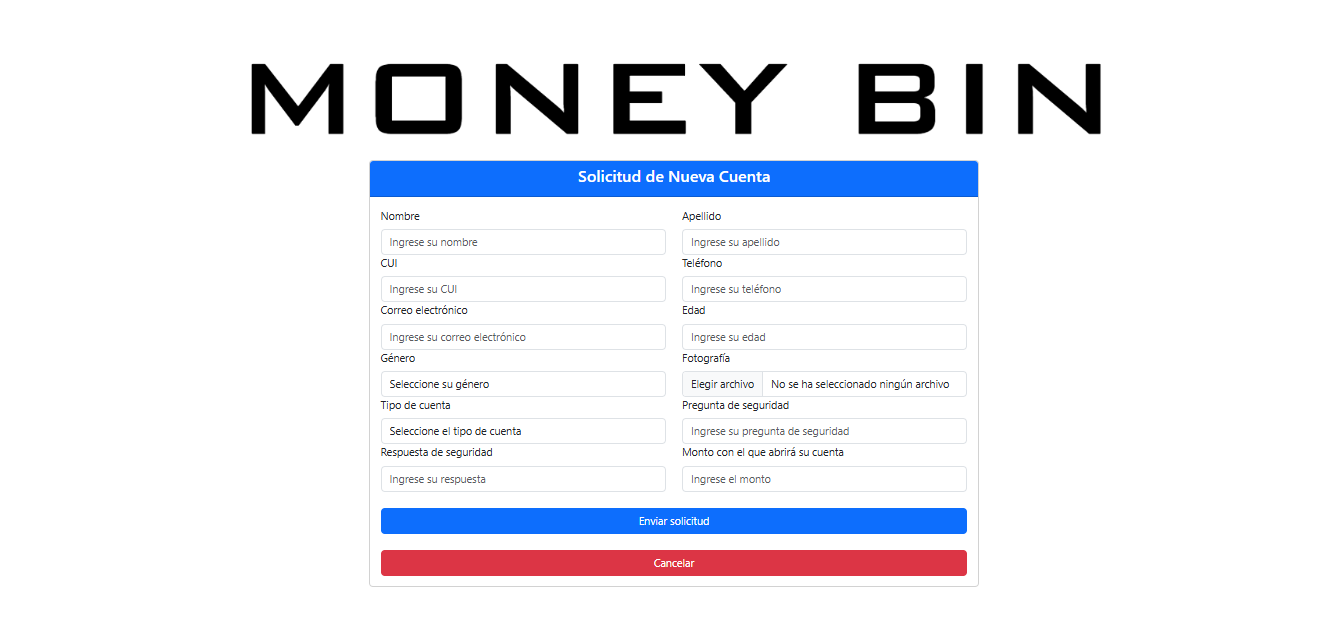 MONEY BIN
Solicitud de Nueva Cuenta
Nombre
Apellido
Ingrese su nombre
Ingrese su apellido
CUI
Teléfono
Ingrese su CUI
Ingrese su teléfono
Correo electrónico
Edad
Ingrese su correo electrónico
Ingrese su edad
Género
Fotografía
Seleccione su género
Elegir archivo No se ha seleccionado ningún archivo
Tipo de cuenta
Pregunta de seguridad
Seleccione el tipo de cuenta
Ingrese su pregunta de seguridad
Respuesta de seguridad
Monto con el que abrirá su cuenta
Ingrese su respuesta
Ingrese el monto
Enviar solicitud
Cancelar